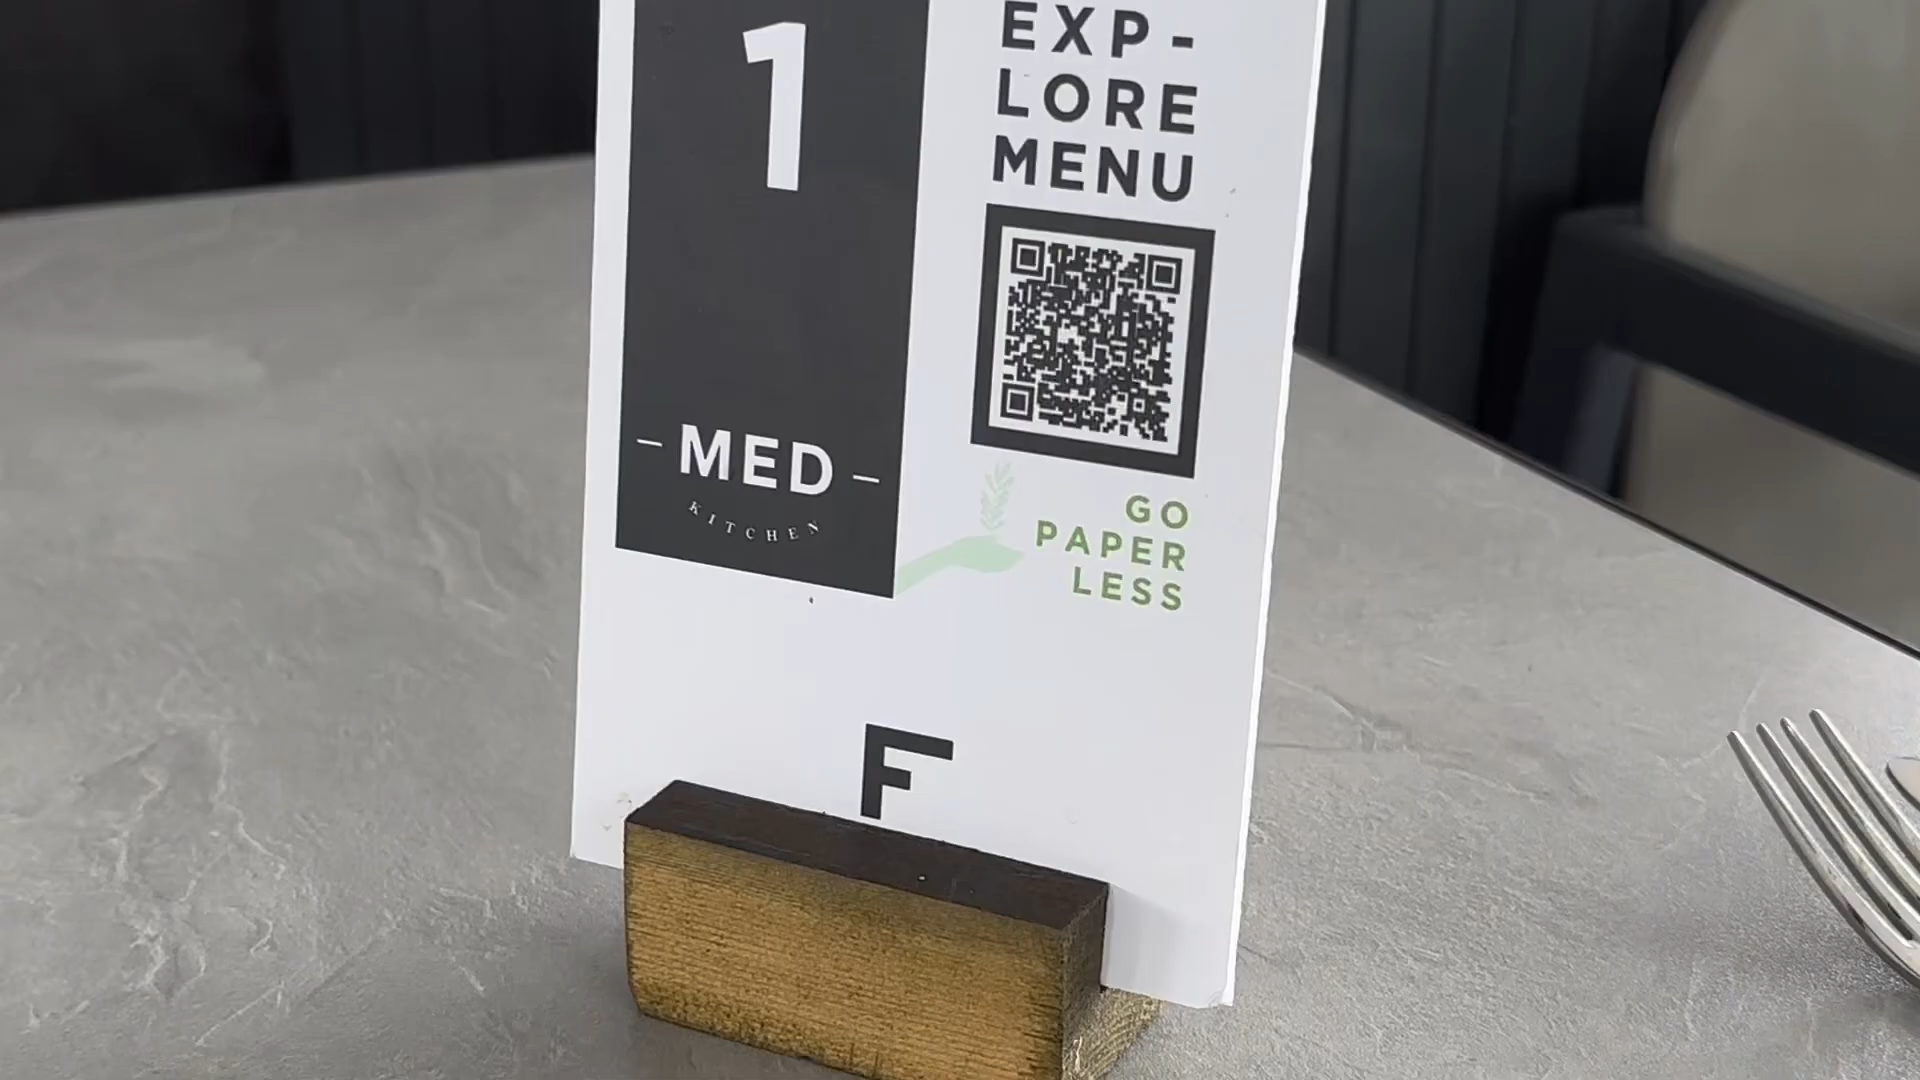 1
MED
KITCHEN
EXP-
LORE
MENU
GO
PAPER
LESS
F